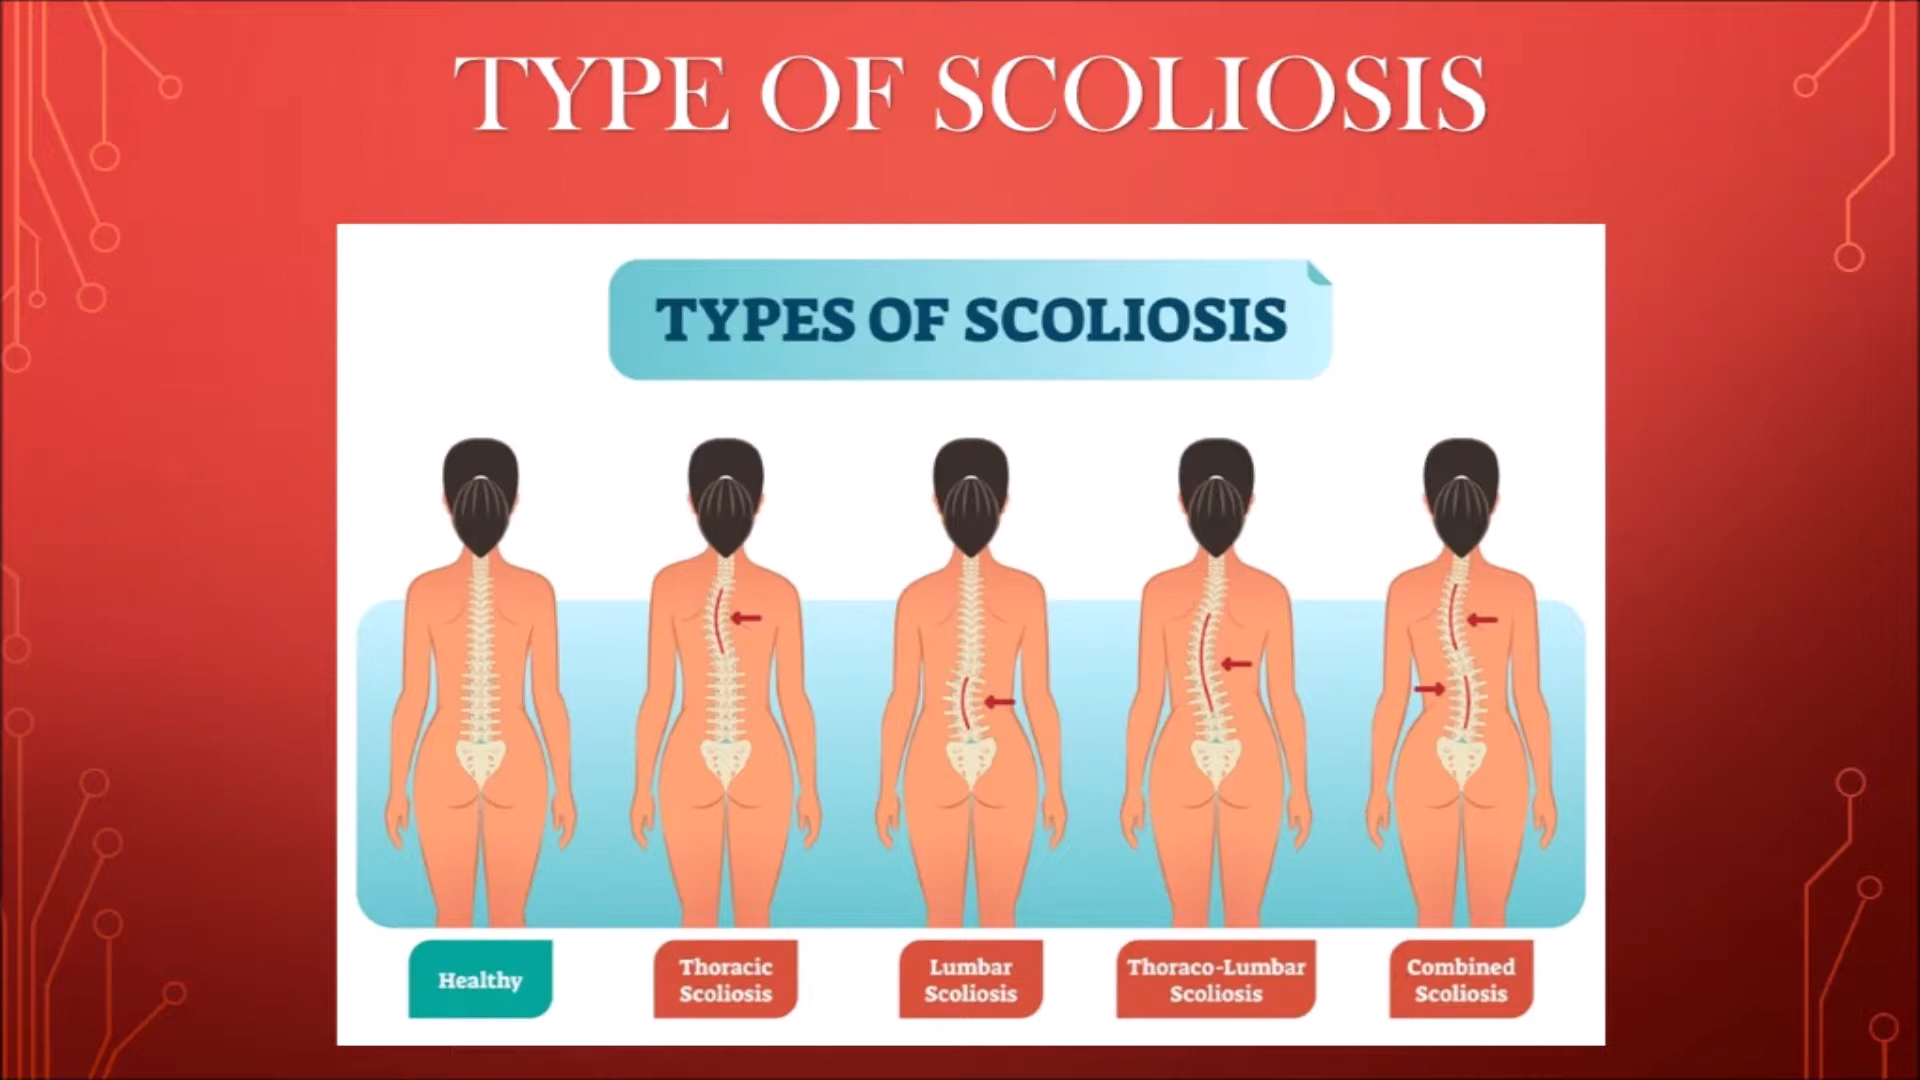 TYPE OF SCOLIOSIS
TYPES OF SCOLIOSIS
Healthy
Thoracic
Scoliosis
Lumbar
Scoliosis
Thoraco-Lumbar
Scoliosis
Combined
Scoliosis